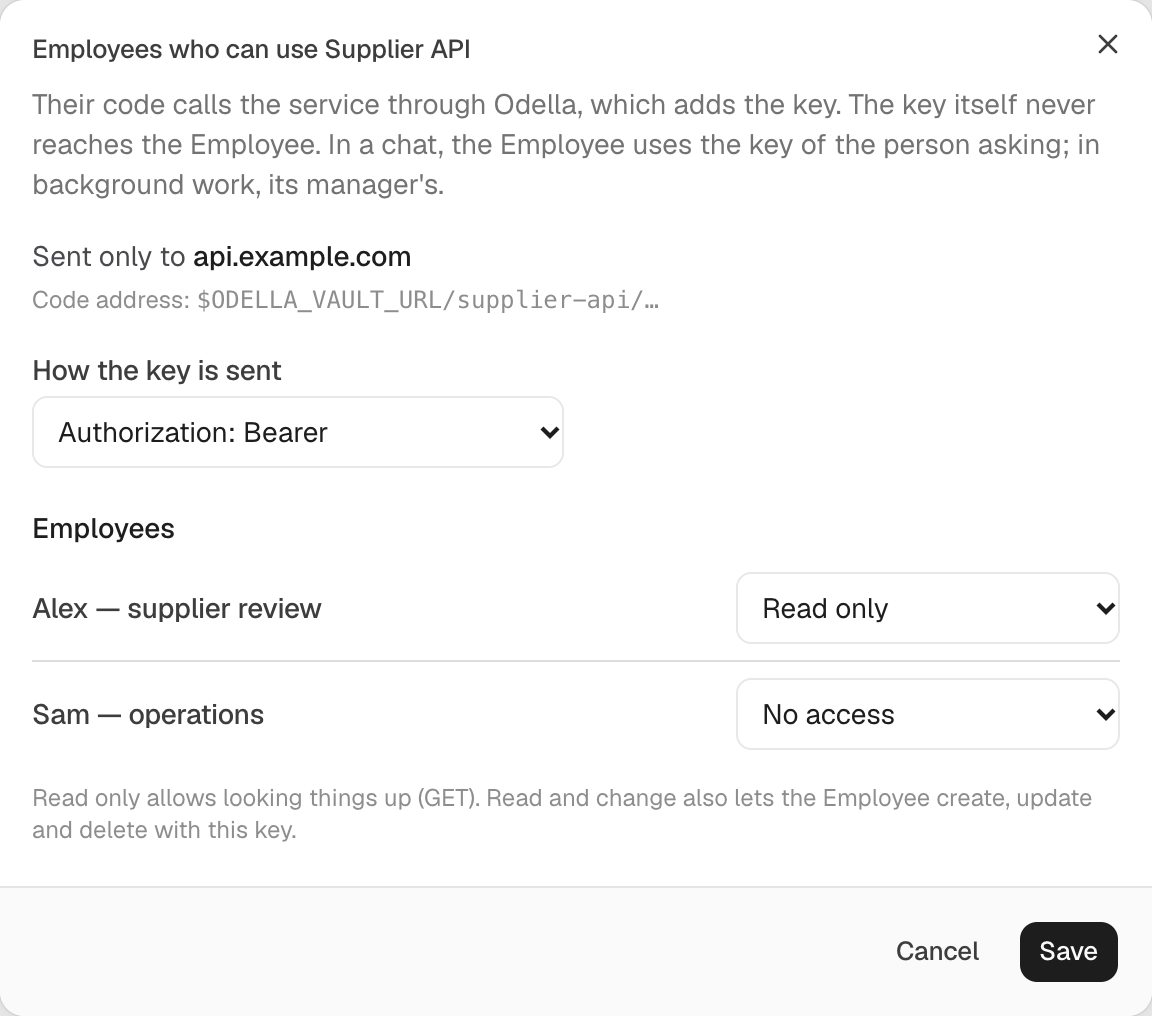 Employees who can use Supplier API
Their code calls the service through Odella, which adds the key. The key itself never
reaches the Employee. In a chat, the Employee uses the key of the person asking; in
background work, its manager's.
Sent only to api.example.com
Code address: $ODELLA_VAULT_URL/supplier-api/…
How the key is sent
Authorization: Bearer
Employees
Alex — supplier review
Read only
Sam — operations
No access
Read only allows looking things up (GET). Read and change also lets the Employee create, update
and delete with this key.
Cancel
Save